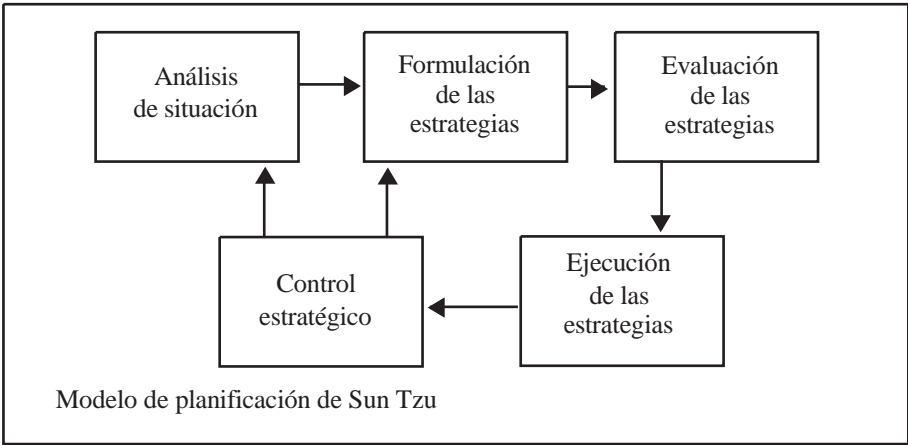 Análisis
de situación
Formulación
de las
estrategias
Evaluación
de las
estrategias
Ejecución
de las
estrategias
Control
estratégico
Modelo de planificación de Sun Tzu